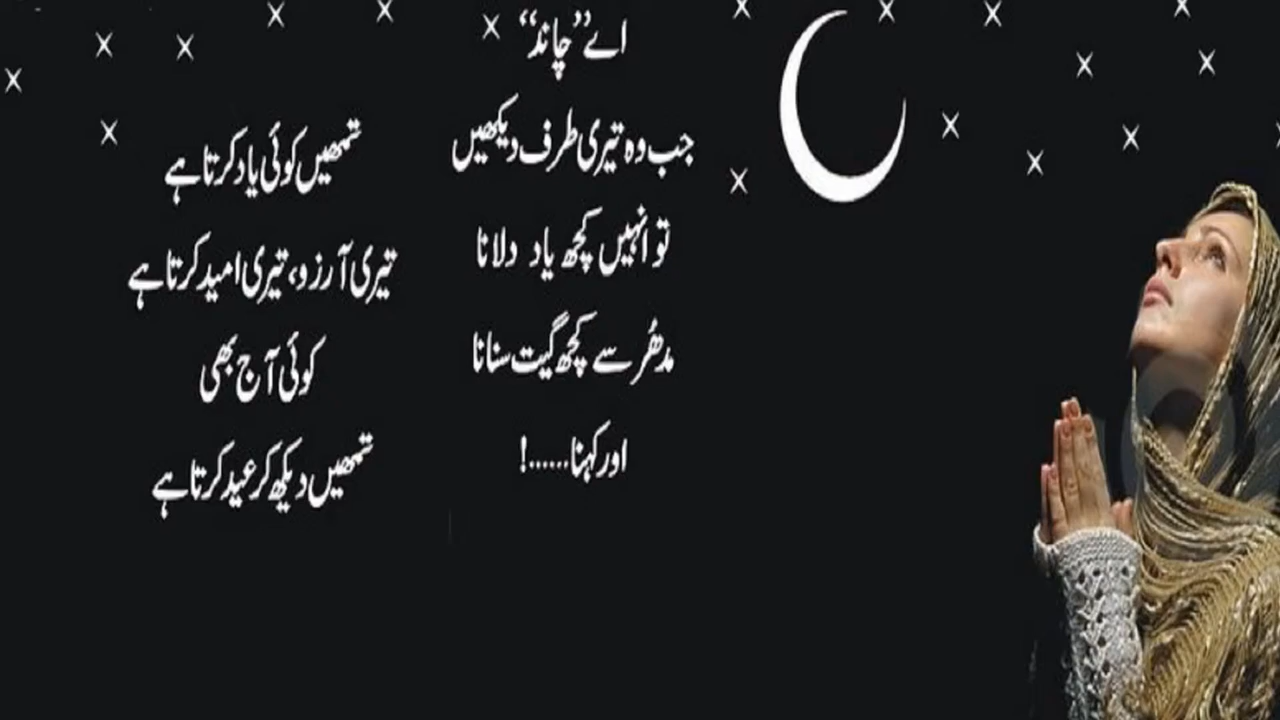 اے”چاند“
جب وہ تیری طرف دیکھیں
تو انہیں کچھ یاد دلانا
مدھُر سے کچھ گیت سنانا
اور کہنا......!
تمھیں کوئی یاد کرتا ہے
تیری آرزو، تیری امید کرتا ہے
کوئی آج بھی
تمھیں دیکھ کر عید کرتا ہے